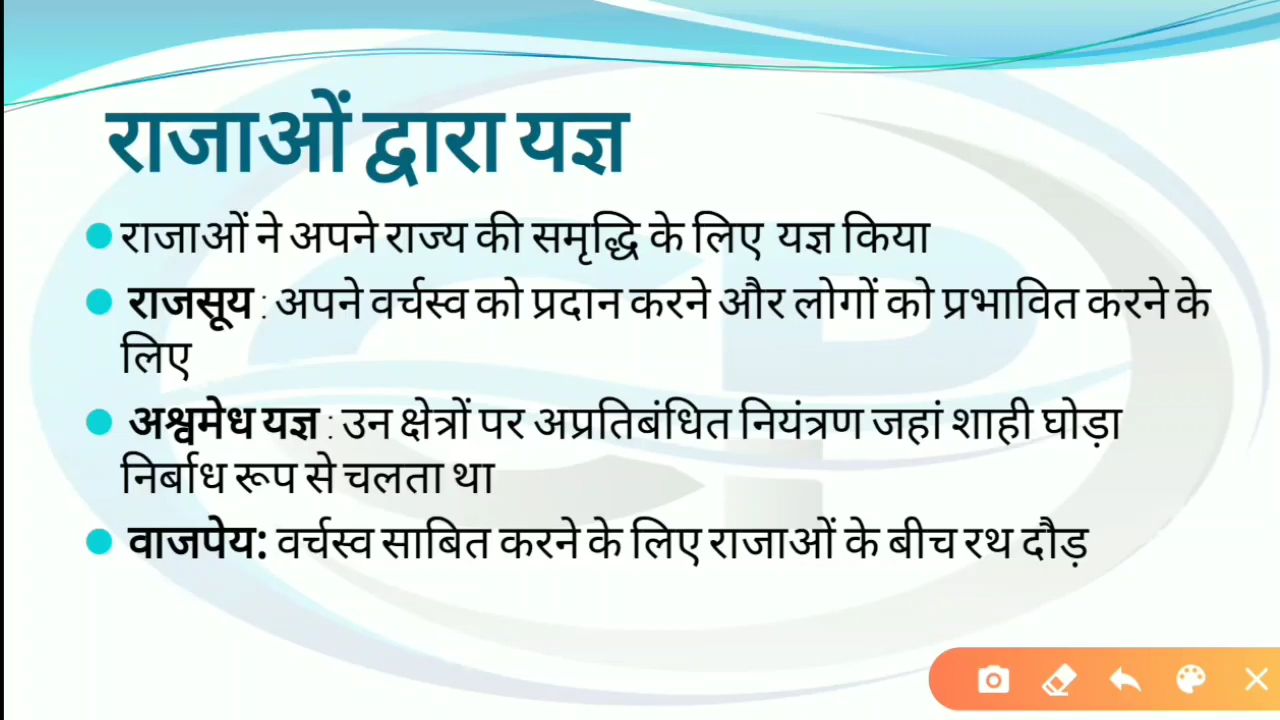 राजाओं द्वारा यज्ञ
राजाओं ने अपने राज्य की समृद्धि के लिए यज्ञ किया
राजसूय : अपने वर्चस्व को प्रदान करने और लोगों को प्रभावित करने के
लिए
अश्वमेध यज्ञ : उन क्षेत्रों पर अप्रतिबंधित नियंत्रण जहां शाही घोड़ा
निर्बाध रूप से चलता था
वाजपेय: वर्चस्व साबित करने के लिए राजाओं के बीच रथ दौड़